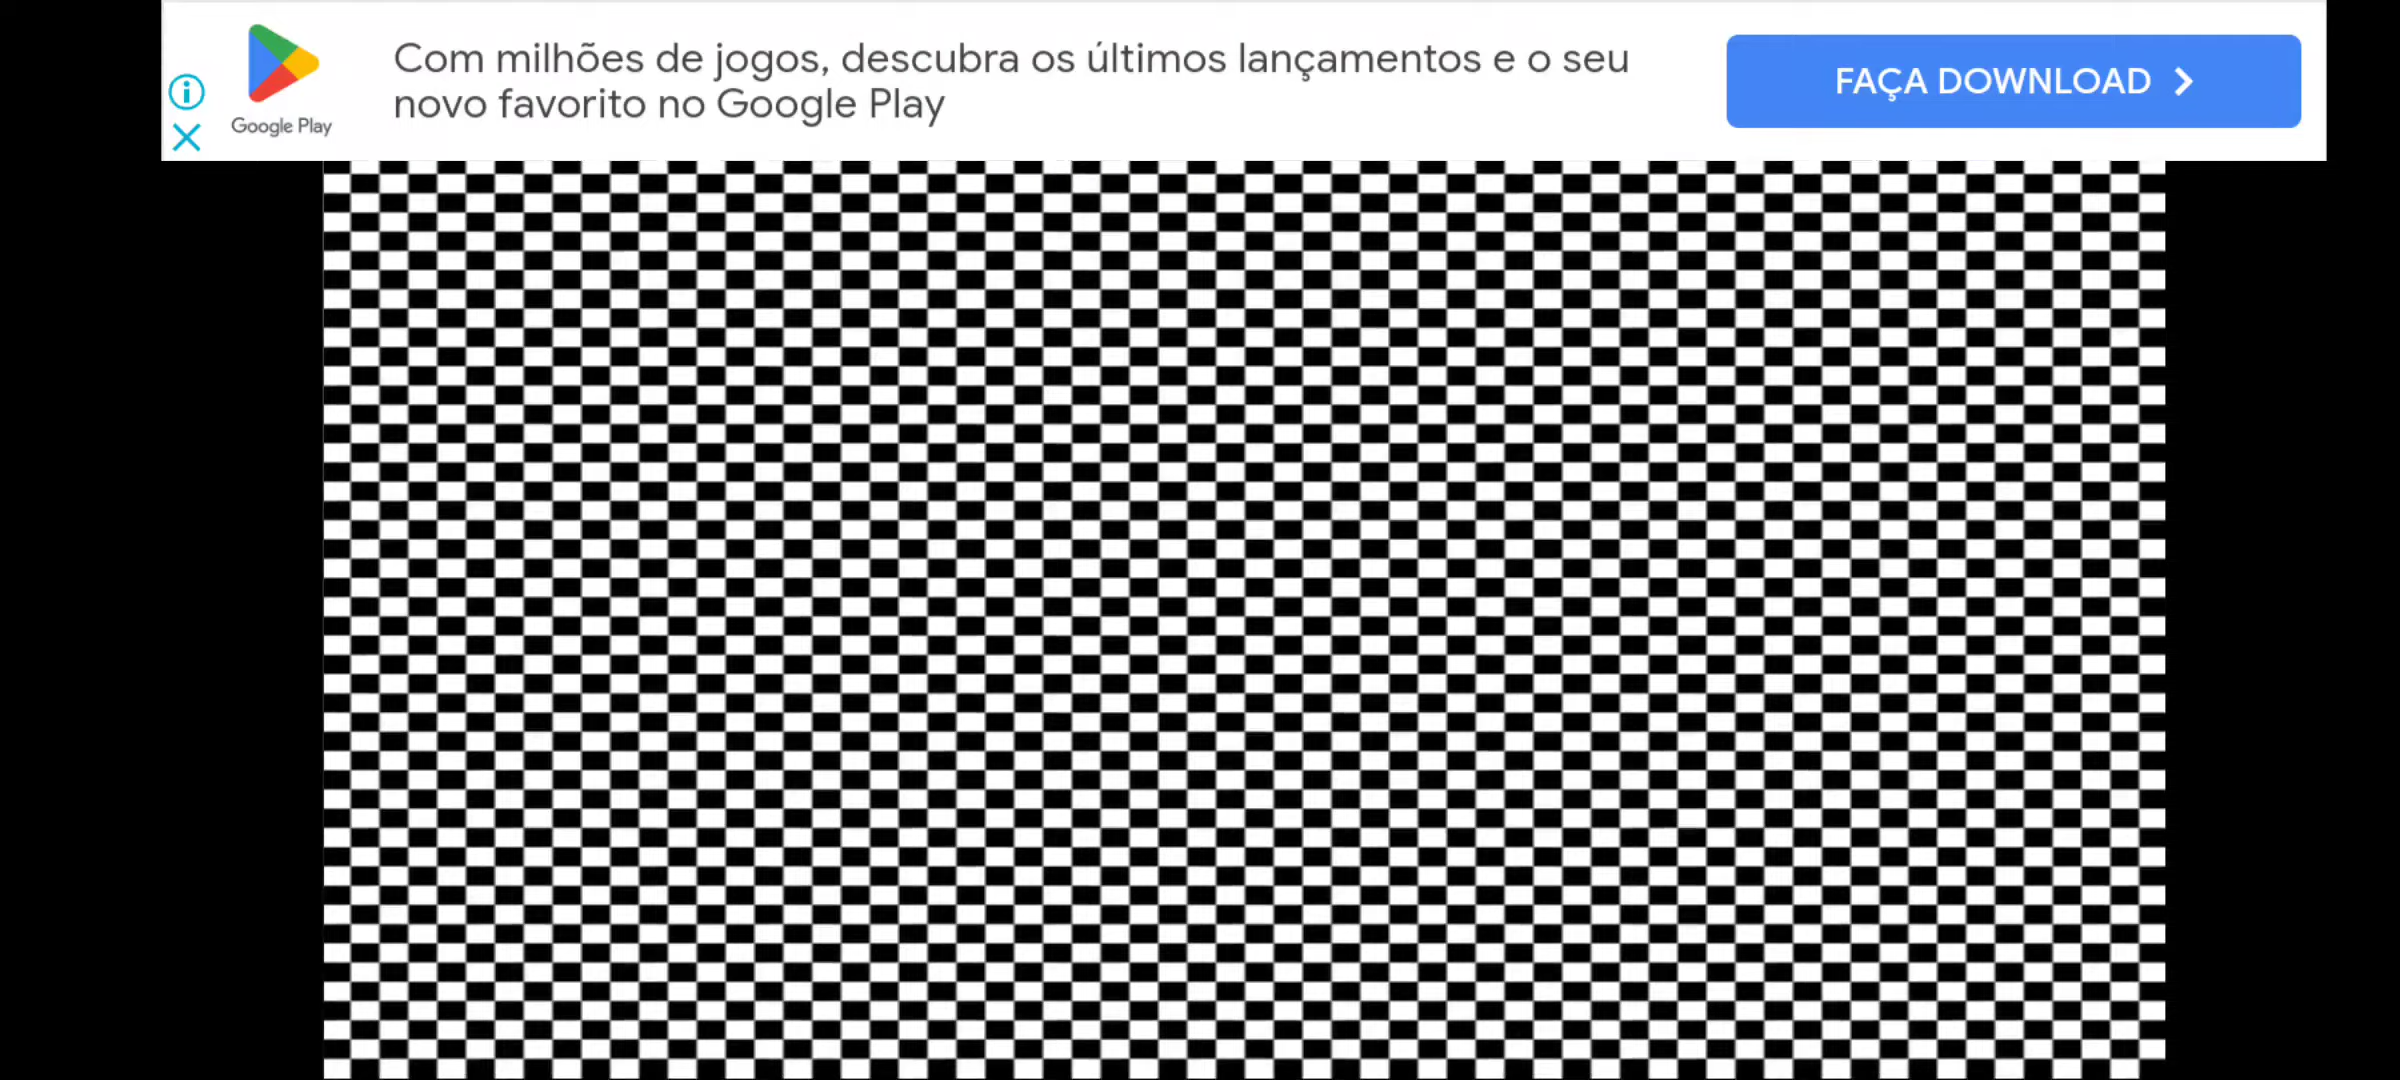 Com milhões de jogos, descubra os últimos lançamentos e o seu
novo favorito no Google Play
Google Play
FAÇA DOWNLOAD